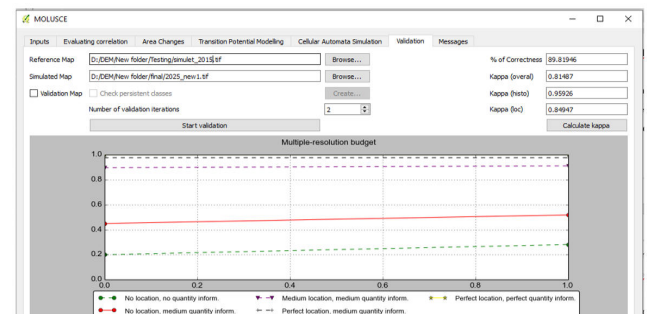 MOLUSCE
Inputs Evaluating correlation Area Changes Transition Potential Modelling Cellular Automata Simulation Validation Messages
Reference Map D:/DEM/New folder/Testing/simulet_2015.tif Browse... % of Correctness 89.81946
Simulated Map D:/DEM/New folder/final/2025_new1.tif Browse... Kappa (overal) 0.81487
Validation Map Check persistent classes Create... Kappa (histo) 0.95926
Number of validation iterations 2 Kappa (loc) 0.84947
Start validation Calculate kappa
Multiple-resolution budget
1.0
0.8
0.6
0.4
0.2
0.0
0.0 0.2 0.4 0.6 0.8 1.0
No location, no quantity inform. Medium location, medium quantity inform. Perfect location, perfect quantity inform.
No location, medium quantity inform. Perfect location, medium quantity inform.